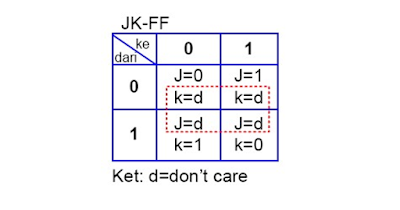 JK-FF
ke
dari
0 1
0 J=0 J=1
k=d k=d
1 J=d J=d
k=1 k=0
Ket: d=don't care